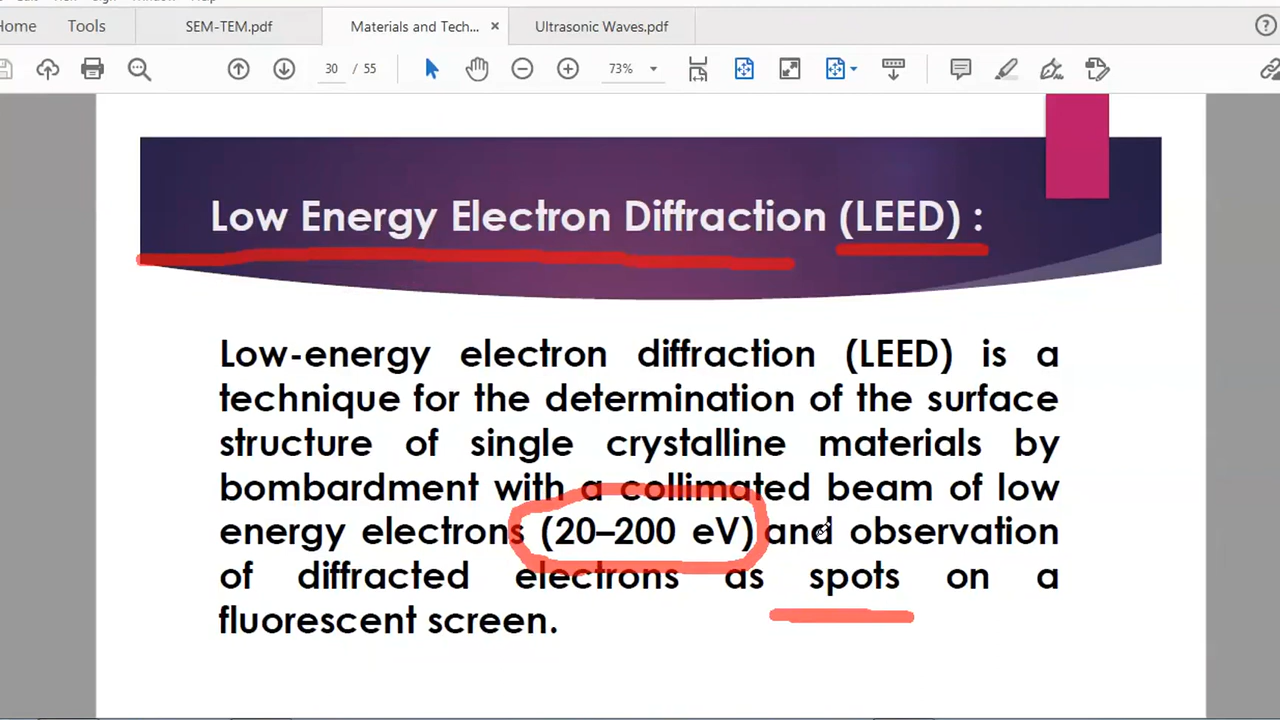 Home Tools SEM-TEM.pdf Materials and Tech... × Ultrasonic Waves.pdf
30 / 55 73%
Low Energy Electron Diffraction (LEED) :
Low-energy electron diffraction (LEED) is a
technique for the determination of the surface
structure of single crystalline materials by
bombardment with a collimated beam of low
energy electrons (20–200 eV) and observation
of diffracted electrons as spots on a
fluorescent screen.